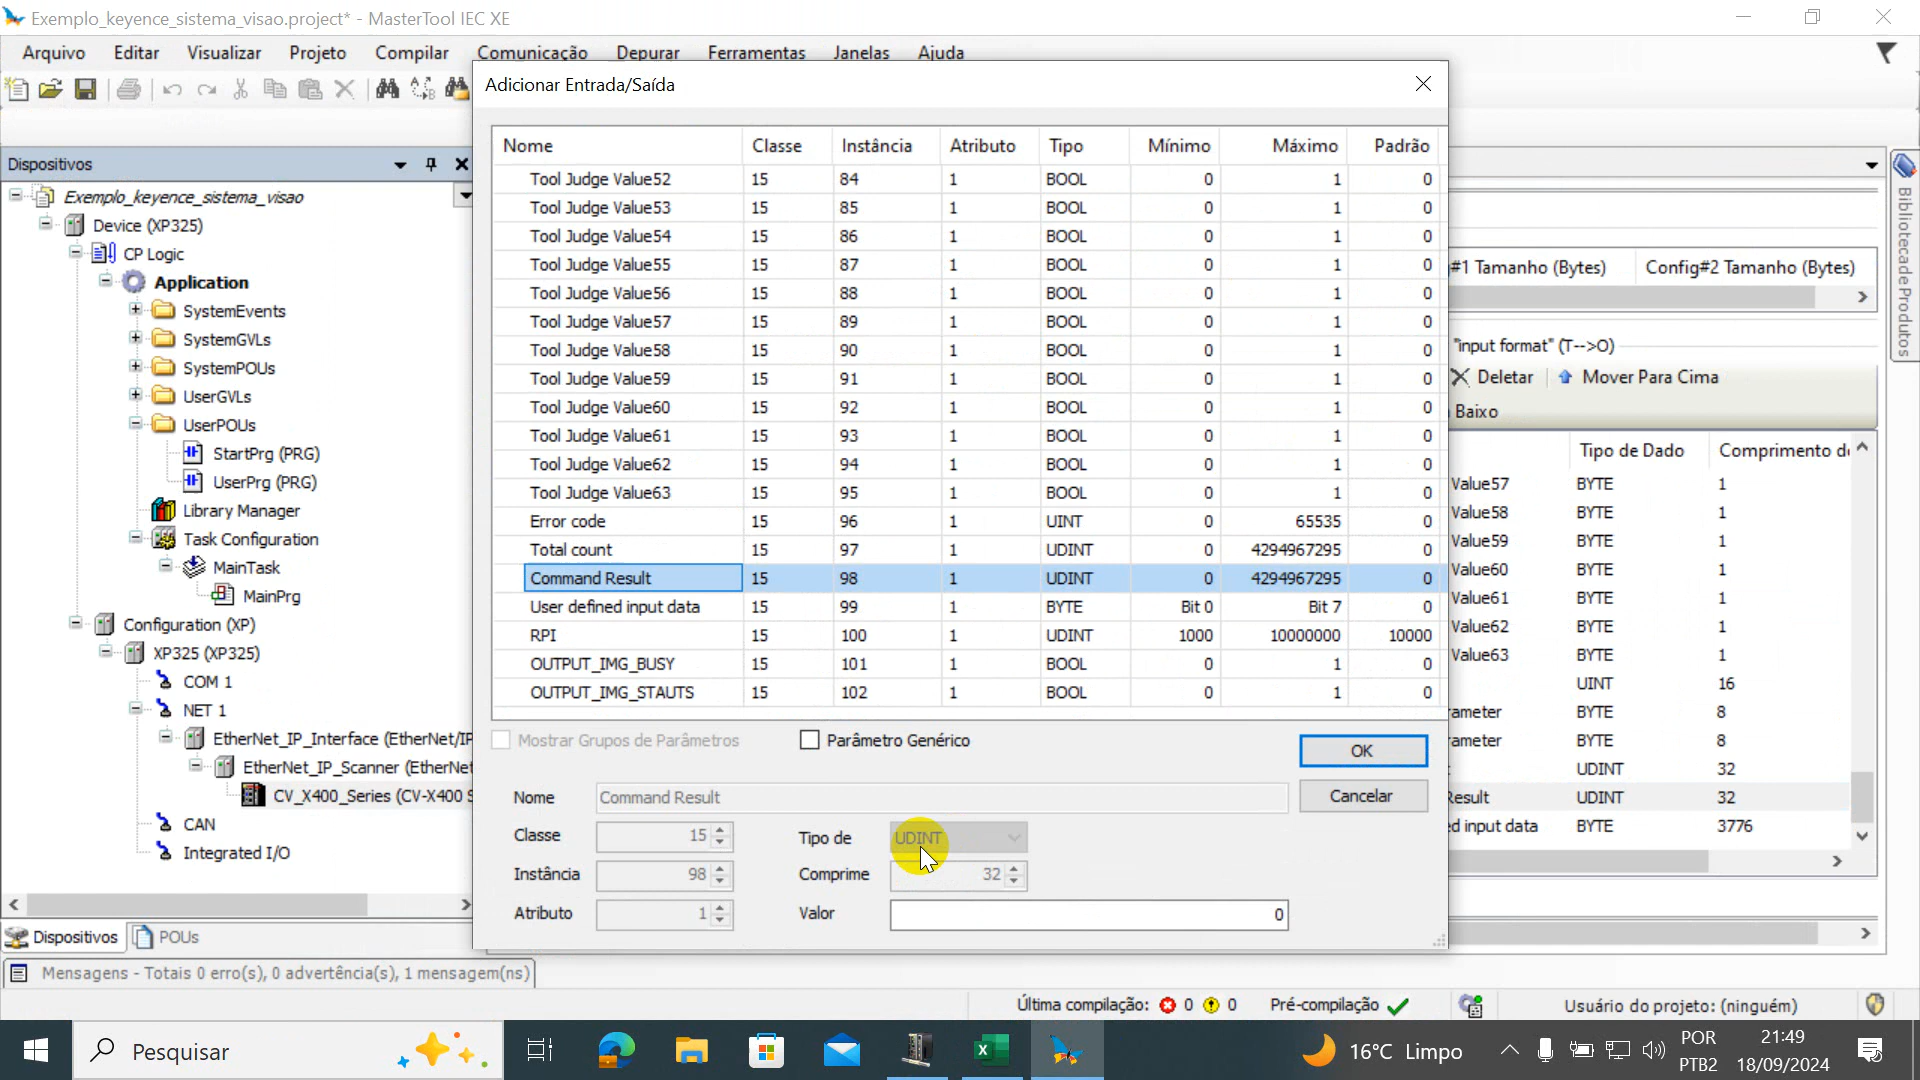 Exemplo_keyence_sistema_visao.project* - MasterTool IEC XE
Arquivo Editar Visualizar Projeto Compilar Comunicação Depurar Ferramentas Janelas Ajuda
Adicionar Entrada/Saída
Nome Classe Instância Atributo Tipo Mínimo Máximo Padrão
Tool Judge Value52 15 84 1 BOOL 0 1 0
Tool Judge Value53 15 85 1 BOOL 0 1 0
Tool Judge Value54 15 86 1 BOOL 0 1 0
Tool Judge Value55 15 87 1 BOOL 0 1 0
Tool Judge Value56 15 88 1 BOOL 0 1 0
Tool Judge Value57 15 89 1 BOOL 0 1 0
Tool Judge Value58 15 90 1 BOOL 0 1 0
Tool Judge Value59 15 91 1 BOOL 0 1 0
Tool Judge Value60 15 92 1 BOOL 0 1 0
Tool Judge Value61 15 93 1 BOOL 0 1 0
Tool Judge Value62 15 94 1 BOOL 0 1 0
Tool Judge Value63 15 95 1 BOOL 0 1 0
Error code 15 96 1 UINT 0 65535 0
Total count 15 97 1 UDINT 0 4294967295 0
Command Result 15 98 1 UDINT 0 4294967295 0
User defined input data 15 99 1 BYTE Bit 0 Bit 7 0
RPI 15 100 1 UDINT 1000 10000000 10000
OUTPUT_IMG_BUSY 15 101 1 BOOL 0 1 0
OUTPUT_IMG_STAUTS 15 102 1 BOOL 0 1 0
Mostrar Grupos de Parâmetros Parâmetro Genérico OK
Nome Command Result Cancelar
Classe 15 Tipo de UDINT
Instância 98 Comprime 32
Atributo 1 Valor 0
Dispositivos
Exemplo_keyence_sistema_visao
Device (XP325)
CP Logic
Application
SystemEvents
SystemGVLs
SystemPOUs
UserGVLs
UserPOUs
StartPrg (PRG)
UserPrg (PRG)
Library Manager
Task Configuration
MainTask
MainPrg
Configuration (XP)
XP325 (XP325)
COM 1
NET 1
EtherNet_IP_Interface (EtherNet/IP
EtherNet_IP_Scanner (EtherNet
CV_X400_Series (CV-X400 S
CAN
Integrated I/O
Dispositivos POUs
#1 Tamanho (Bytes) Config#2 Tamanho (Bytes)
"input format" (T-->O)
Deletar Mover Para Cima
Baixo
Tipo de Dado Comprimento d
Value57 BYTE 1
Value58 BYTE 1
Value59 BYTE 1
Value60 BYTE 1
Value61 BYTE 1
Value62 BYTE 1
Value63 BYTE 1
UINT 16
ameter BYTE 8
ameter BYTE 8
UDINT 32
Result UDINT 32
d input data BYTE 3776
Biblioteca de Produtos
Mensagens - Totais 0 erro(s), 0 advertência(s), 1 mensagem(ns)
Última compilação: 0 0 Pré-compilação Usuário do projeto: (ninguém)
Pesquisar
16°C Limpo
POR
PTB2
21:49
18/09/2024